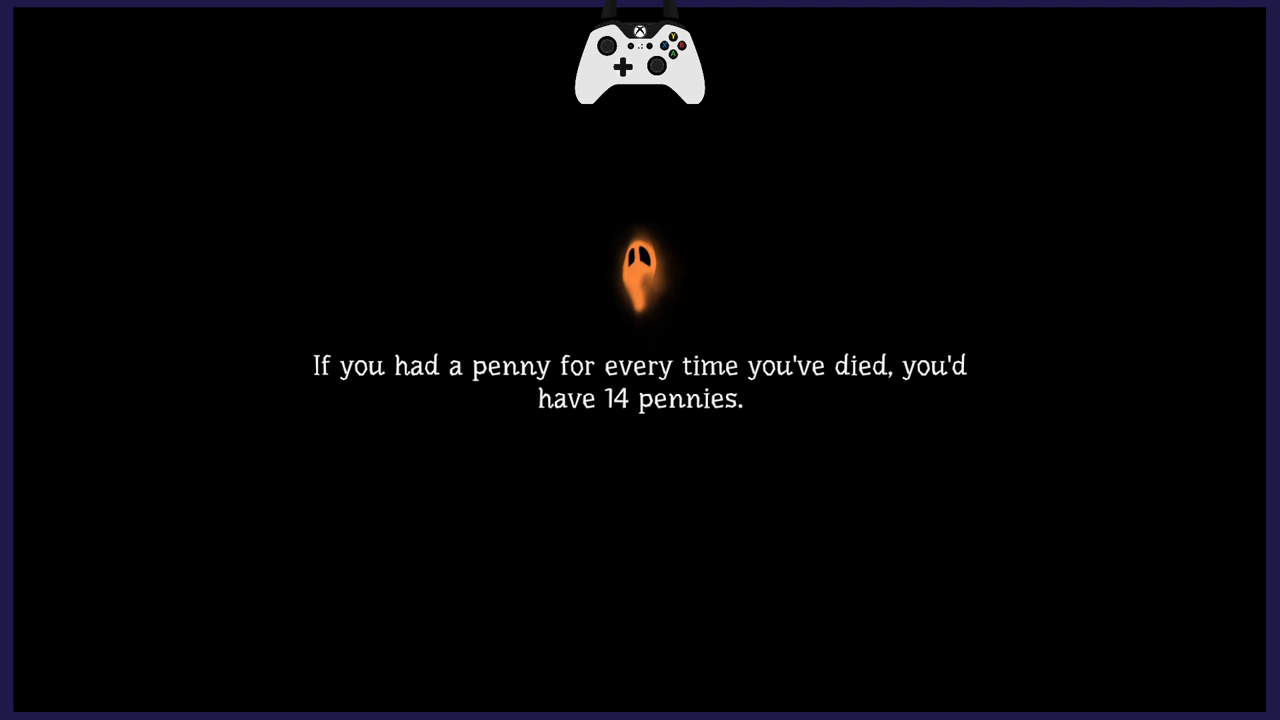 Y
X B
A
If you had a penny for every time you've died, you'd
have 14 pennies.